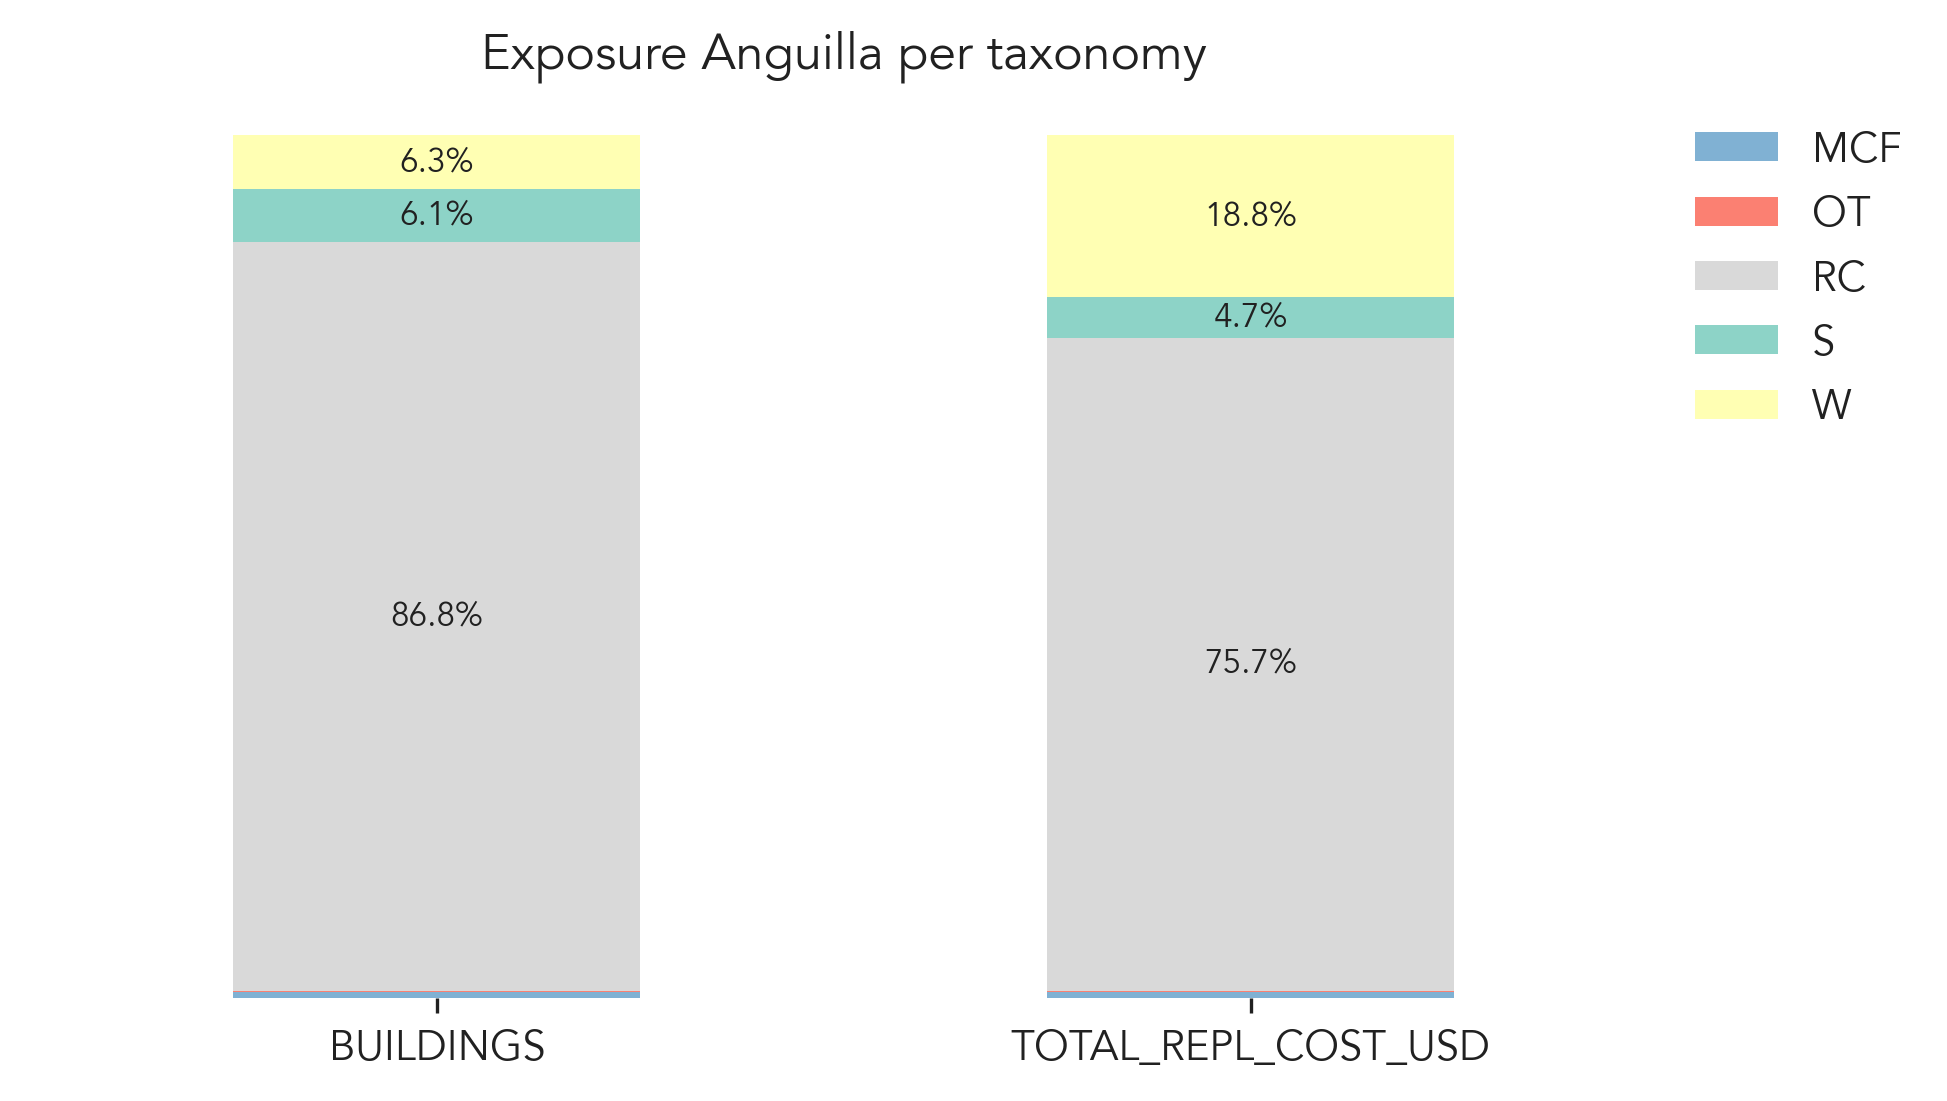 Exposure Anguilla per taxonomy
6.3%
6.1%
86.8%
BUILDINGS
18.8%
4.7%
75.7%
TOTAL_REPL_COST_USD
MCF
OT
RC
S
W